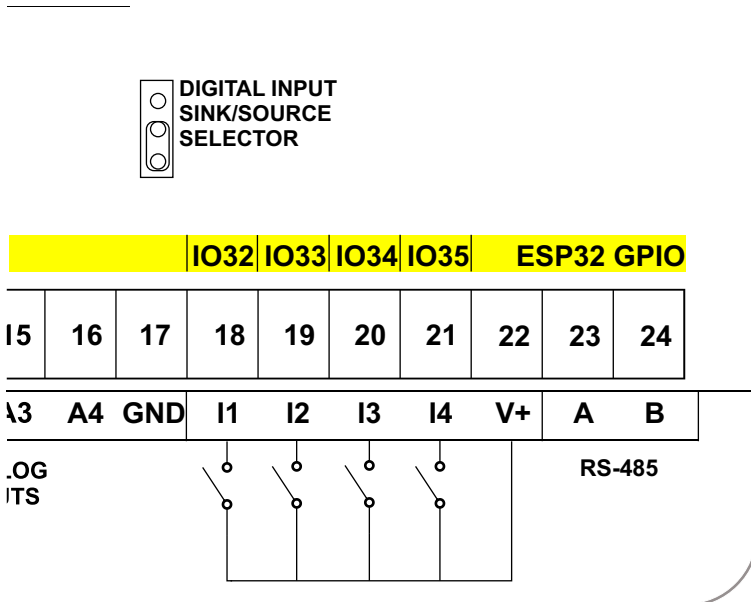 DIGITAL INPUT
SINK/SOURCE
SELECTOR
IO32 IO33 IO34 IO35 ESP32 GPIO
16 17 18 19 20 21 22 23 24
A4 GND I1 I2 I3 I4 V+ A B
RS-485